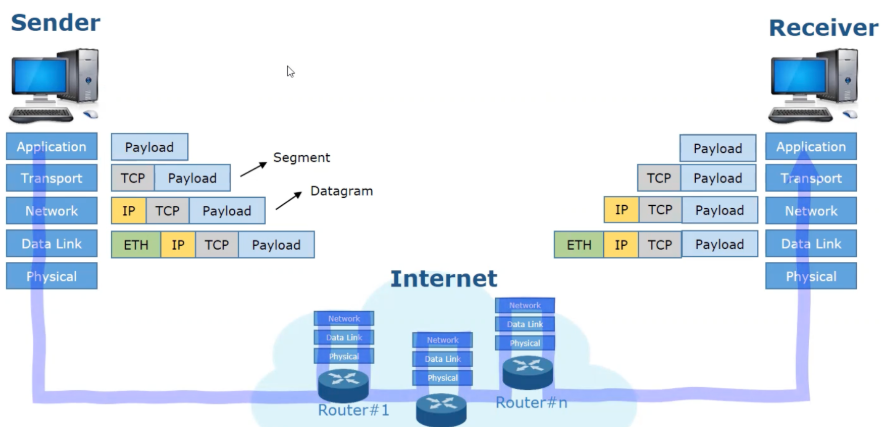 Sender
Receiver
Application
Payload
Segment
Transport
TCP Payload
Datagram
Network
IP TCP Payload
Data Link
ETH IP TCP Payload
Physical
Payload
Application
TCP Payload
Transport
IP TCP Payload
Network
ETH IP TCP Payload
Data Link
Physical
Internet
Network
Data Link
Physical
Router#1
Network
Data Link
Physical
Network
Data Link
Physical
Router#n